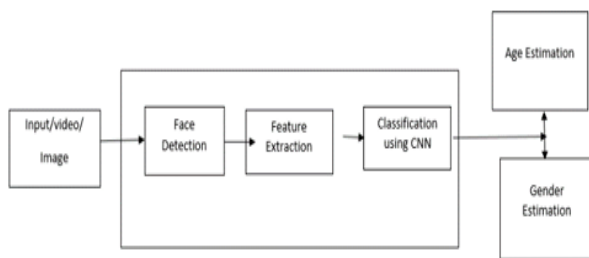 Input/video/
Image
Face
Detection
Feature
Extraction
Classification
using CNN
Age Estimation
Gender
Estimation